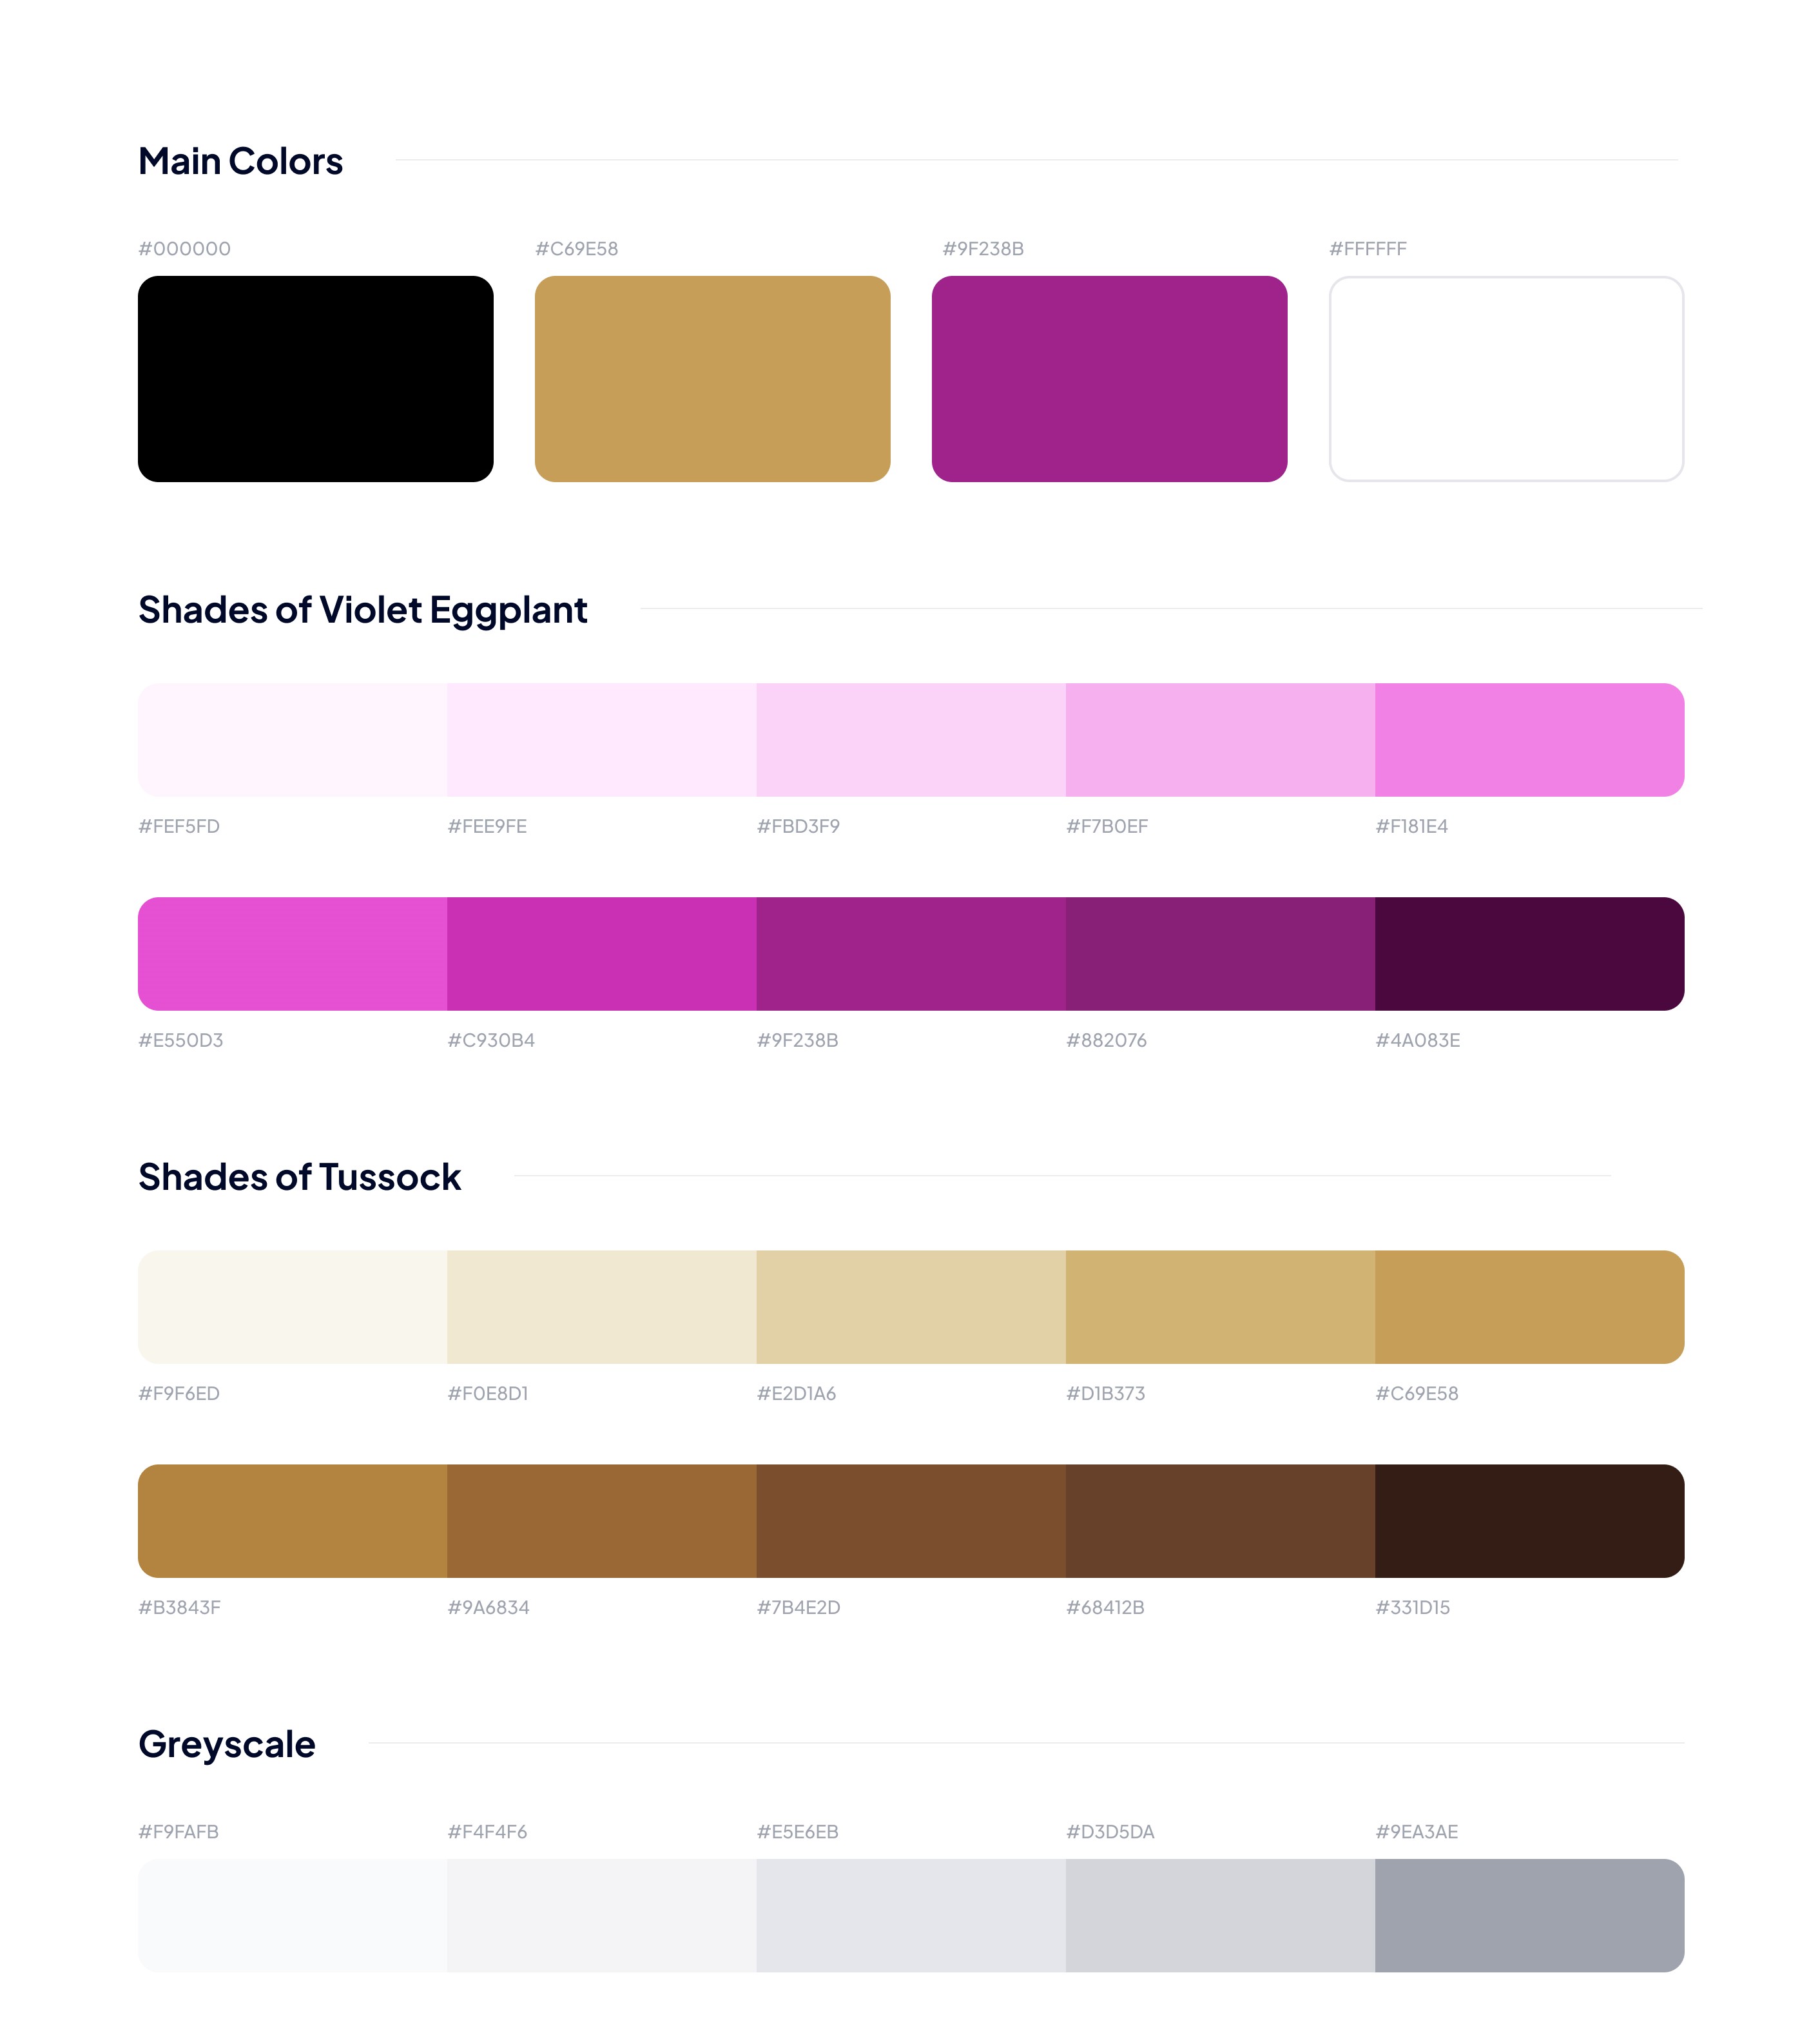 Main Colors
#000000 #C69E58 #9F238B #FFFFFF
Shades of Violet Eggplant
#FEF5FD #FEE9FE #FBD3F9 #F7B0EF #F181E4
#E550D3 #C930B4 #9F238B #882076 #4A083E
Shades of Tussock
#F9F6ED #F0E8D1 #E2D1A6 #D1B373 #C69E58
#B3843F #9A6834 #7B4E2D #68412B #331D15
Greyscale
#F9FAFB #F4F4F6 #E5E6EB #D3D5DA #9EA3AE